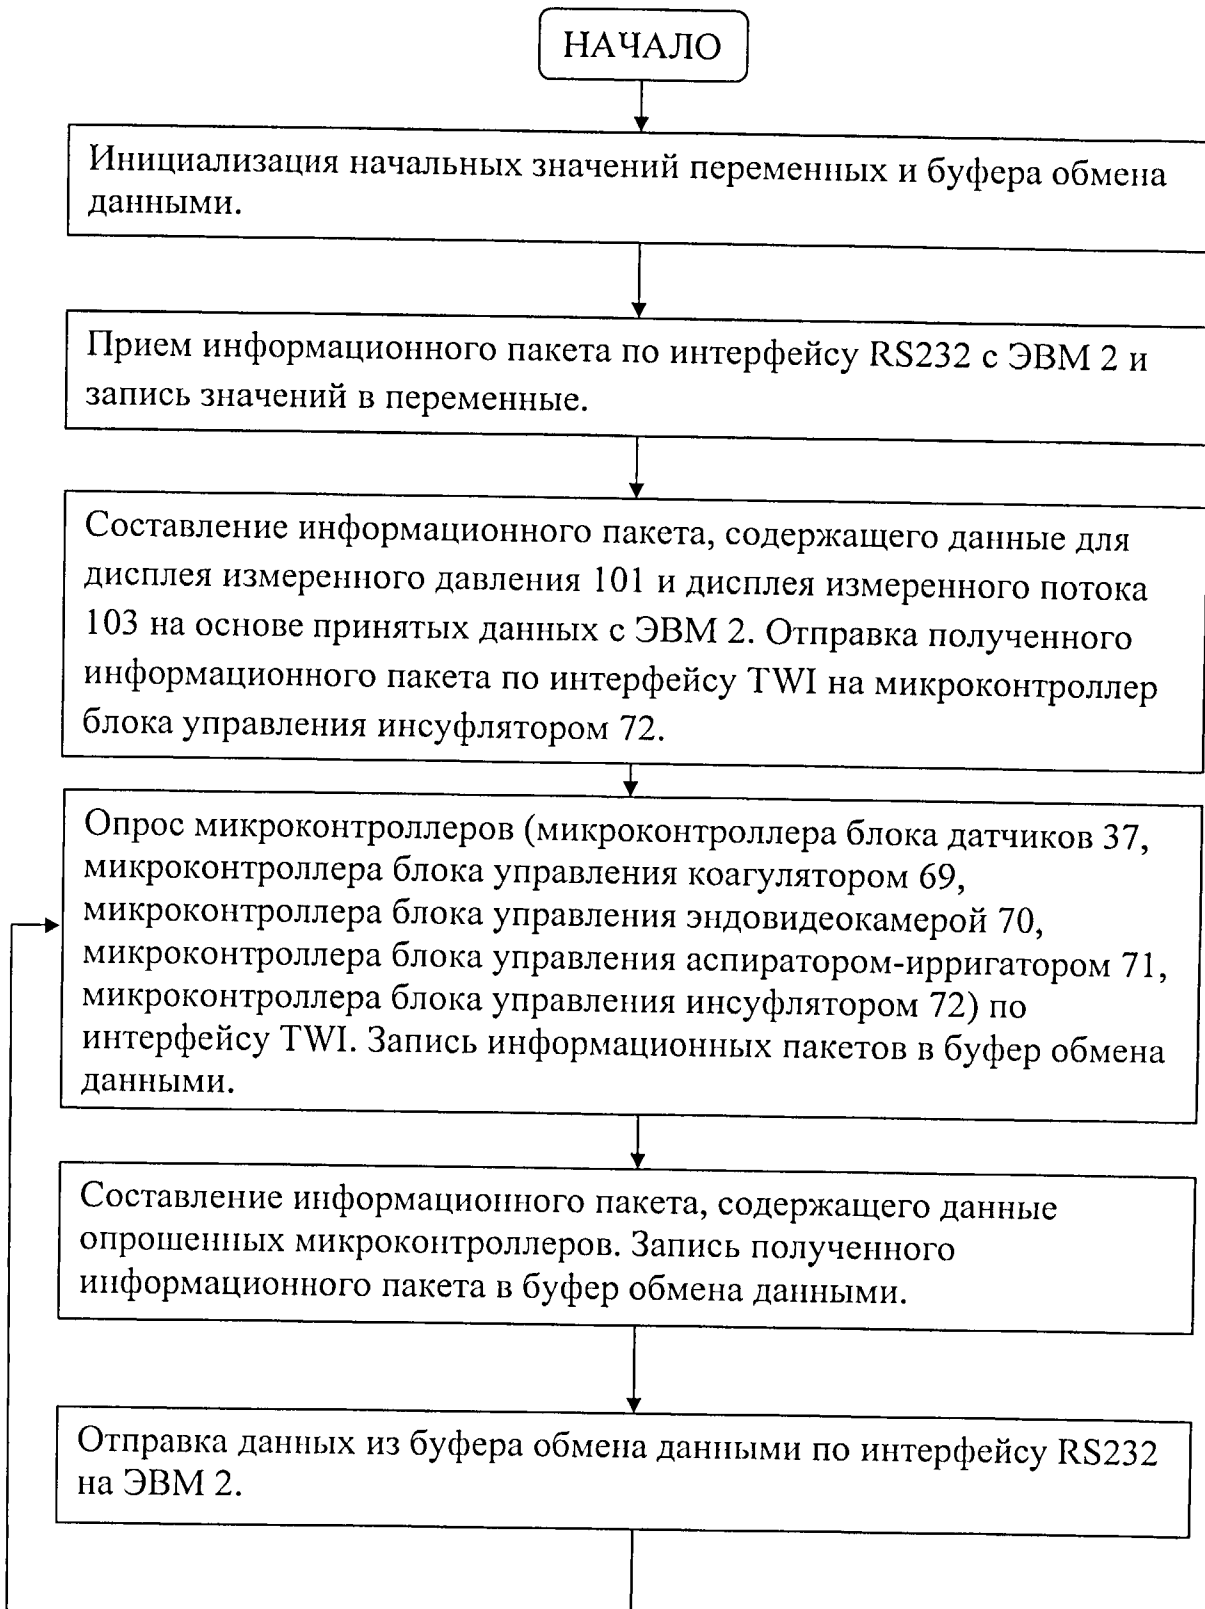 НАЧАЛО
Инициализация начальных значений переменных и буфера обмена
данными.
Прием информационного пакета по интерфейсу RS232 с ЭВМ 2 и
запись значений в переменные.
Составление информационного пакета, содержащего данные для
дисплея измеренного давления 101 и дисплея измеренного потока
103 на основе принятых данных с ЭВМ 2. Отправка полученного
информационного пакета по интерфейсу TWI на микроконтроллер
блока управления инсуфлятором 72.
Опрос микроконтроллеров (микроконтроллера блока датчиков 37,
микроконтроллера блока управления коагулятором 69,
микроконтроллера блока управления эндовидеокамерой 70,
микроконтроллера блока управления аспиратором-ирригатором 71,
микроконтроллера блока управления инсуфлятором 72) по
интерфейсу TWI. Запись информационных пакетов в буфер обмена
данными.
Составление информационного пакета, содержащего данные
опрошенных микроконтроллеров. Запись полученного
информационного пакета в буфер обмена данными.
Отправка данных из буфера обмена данными по интерфейсу RS232
на ЭВМ 2.